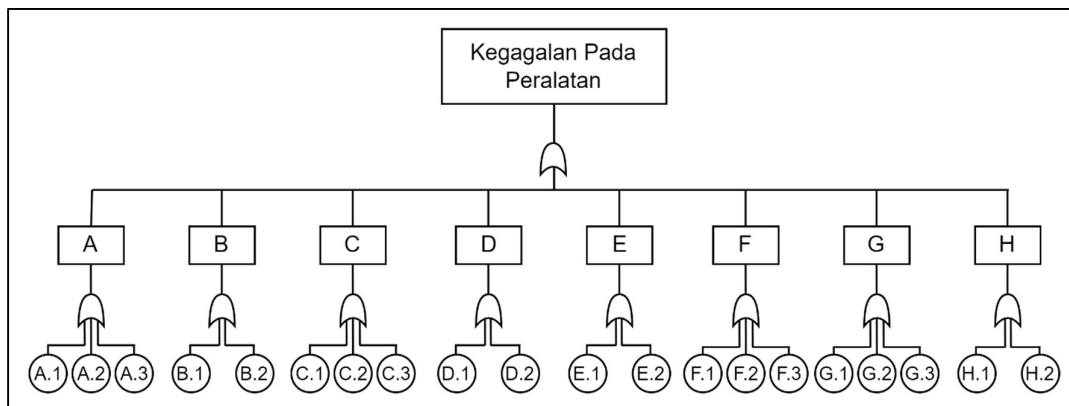 Kegagalan Pada
Peralatan
A B C D E F G H
A.1 A.2 A.3 B.1 B.2 C.1 C.2 C.3 D.1 D.2 E.1 E.2 F.1 F.2 F.3 G.1 G.2 G.3 H.1 H.2